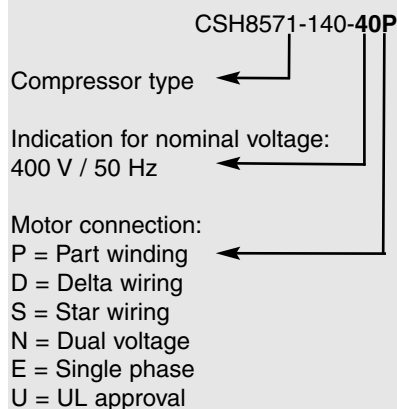 CSH8571-140-40P
Compressor type
Indication for nominal voltage:
400 V / 50 Hz
Motor connection:
P = Part winding
D = Delta wiring
S = Star wiring
N = Dual voltage
E = Single phase
U = UL approval